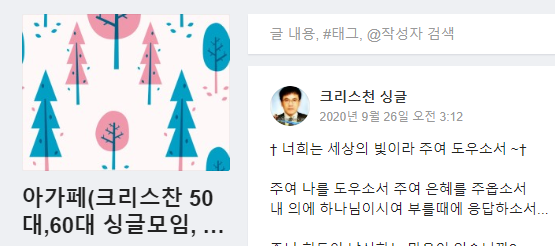 글 내용, #태그, @작성자 검색
크리스천 싱글
2020년 9월 26일 오전 3:12
† 너희는 세상의 빛이라 주여 도우소서 ~†
주여 나를 도우소서 주여 은혜를 주옵소서
내 의에 하나님이시여 부를때에 응답하소서...
아가페(크리스찬 50
대,60대 싱글모임, ...